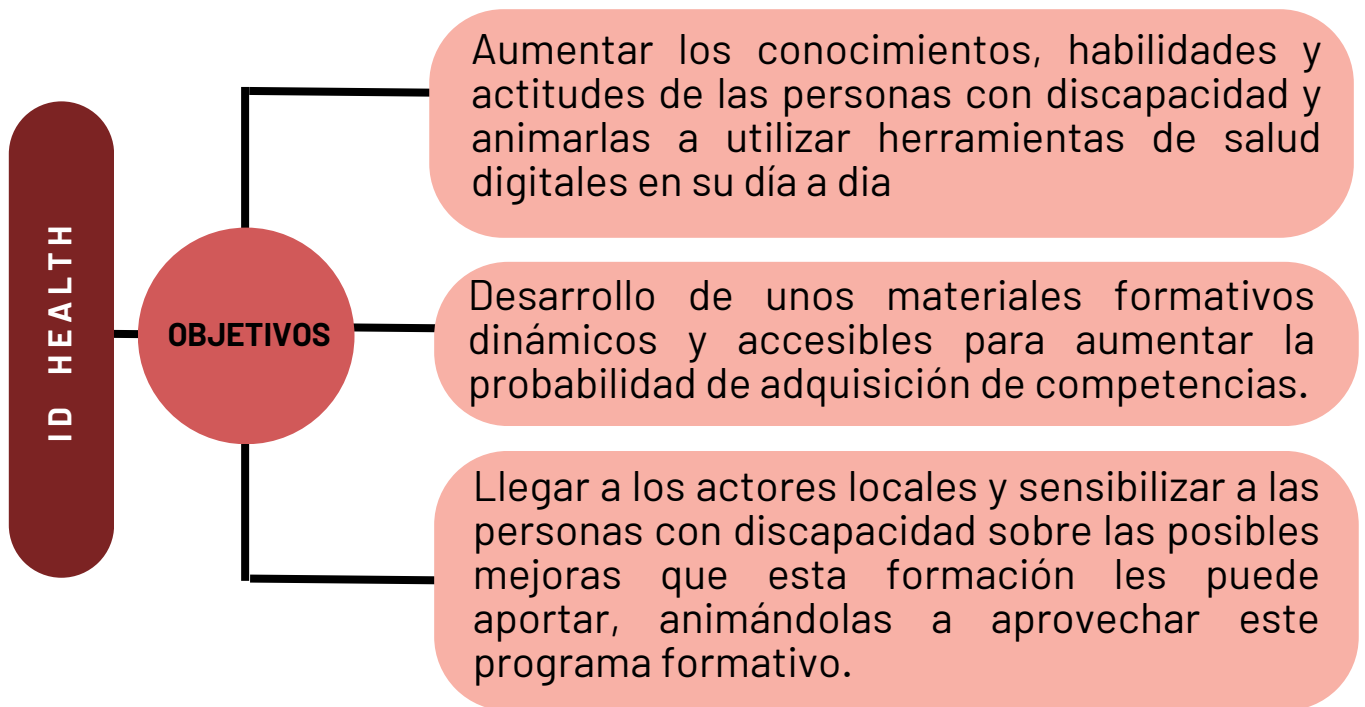 ID HEALTH
OBJETIVOS
Aumentar los conocimientos, habilidades y
actitudes de las personas con discapacidad y
animarlas a utilizar herramientas de salud
digitales en su día a dia
Desarrollo de unos materiales formativos
dinámicos y accesibles para aumentar la
probabilidad de adquisición de competencias.
Llegar a los actores locales y sensibilizar a las
personas con discapacidad sobre las posibles
mejoras que esta formación les puede
aportar, animándolas a aprovechar este
programa formativo.